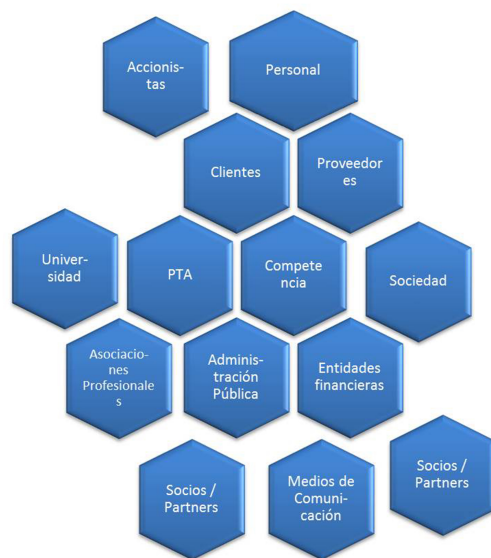 Accionis-
tas
Personal
Clientes
Proveedor
es
Univer-
sidad
PTA
Compete
ncia
Sociedad
Asociacio-
nes
Profesionale
s
Adminis-
tración
Pública
Entidades
financieras
Socios /
Partners
Medios de
Comuni-
cación
Socios /
Partners